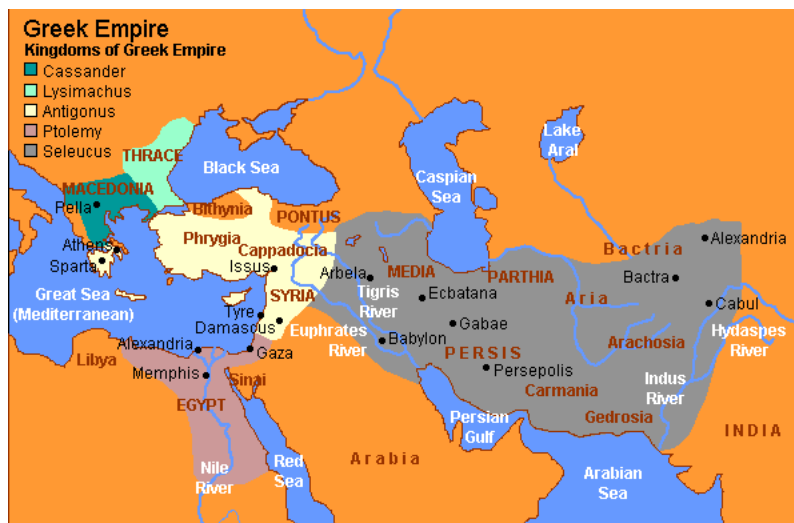 Greek Empire
Kingdoms of Greek Empire
Cassander
Lysimachus
Antigonus
Ptolemy
Seleucus
THRACE
Black Sea
Caspian
Sea
Lake
Aral
MACEDONIA
Pella
Bithynia
PONTUS
Athens
Phrygia
Cappadocia
Sparta
Issus
Arbela
MEDIA
PARTHIA
Bactria
Alexandria
Bactra
Great Sea
(Mediterranean)
SYRIA
Tigris
River
Ecbatana
Aria
Cabul
Tyre
Damascus
Euphrates
River
Gabae
Arachosia
Hydaspes
River
Alexandria
Babylon
Libya
Gaza
PERSIS
Memphis
Sinai
Persepolis
Carmania
Indus
River
EGYPT
Persian
Gulf
Gedrosia
INDIA
Nile
River
Red
Sea
Arabia
Arabian
Sea